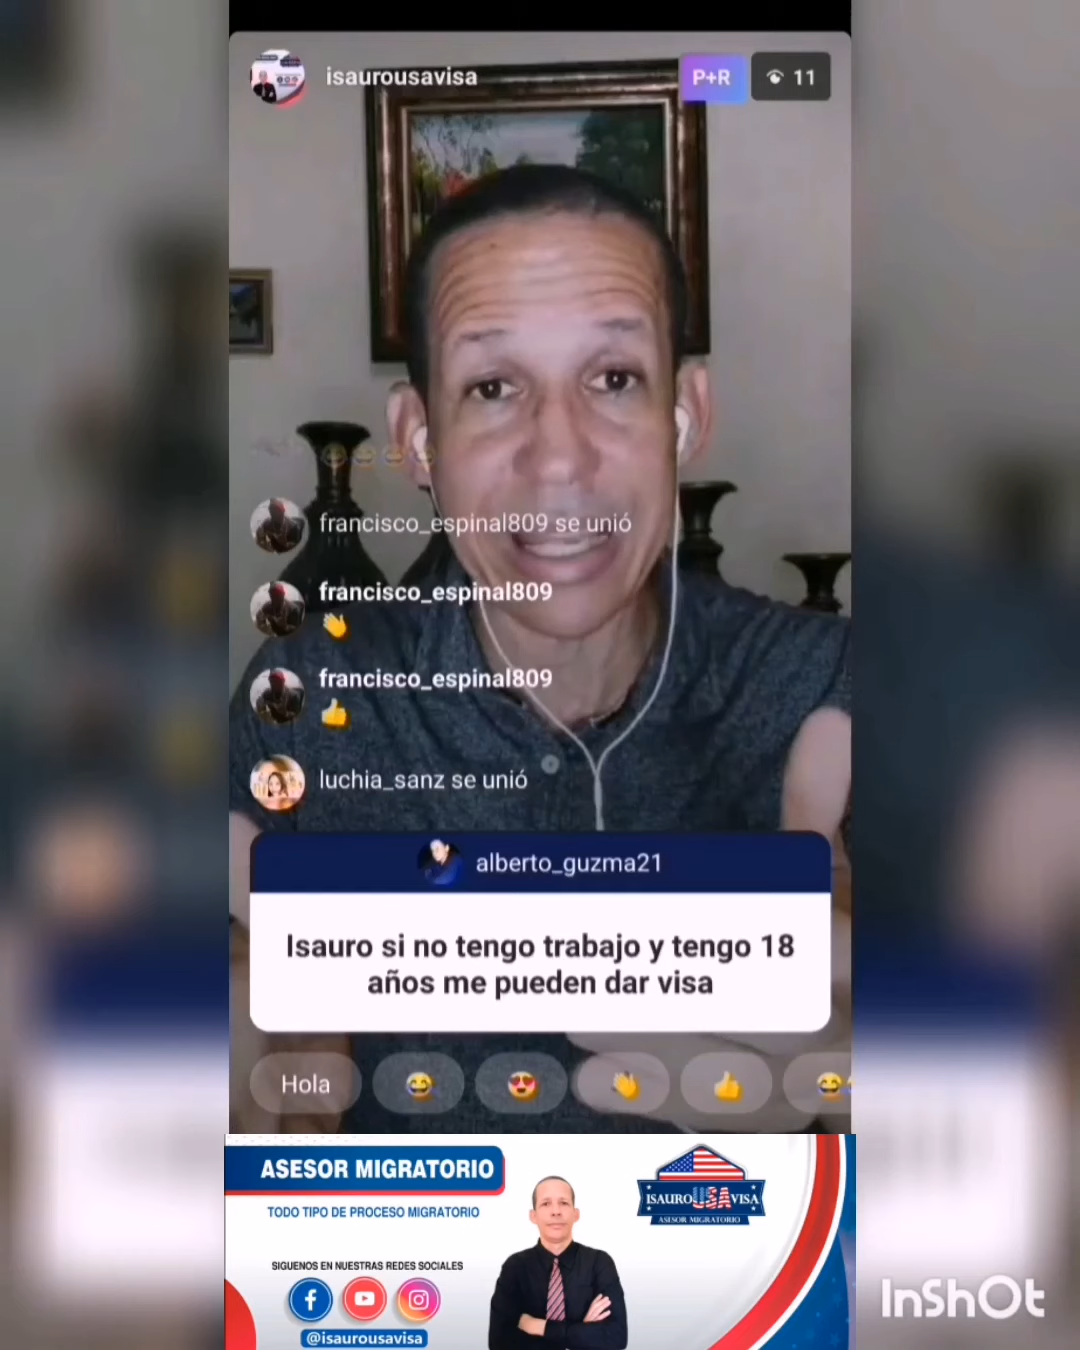 isaurousavisa
P+R
11
francisco_espinal809 se unió
francisco_espinal809
francisco_espinal809
luchia_sanz se unió
alberto_guzma21
Isauro si no tengo trabajo y tengo 18
años me pueden dar visa
Hola
ASESOR MIGRATORIO
TODO TIPO DE PROCESO MIGRATORIO
SIGUENOS EN NUESTRAS REDES SOCIALES
@isaurousavisa
ISAURO USA VISA
ASESOR MIGRATORIO
InShOt